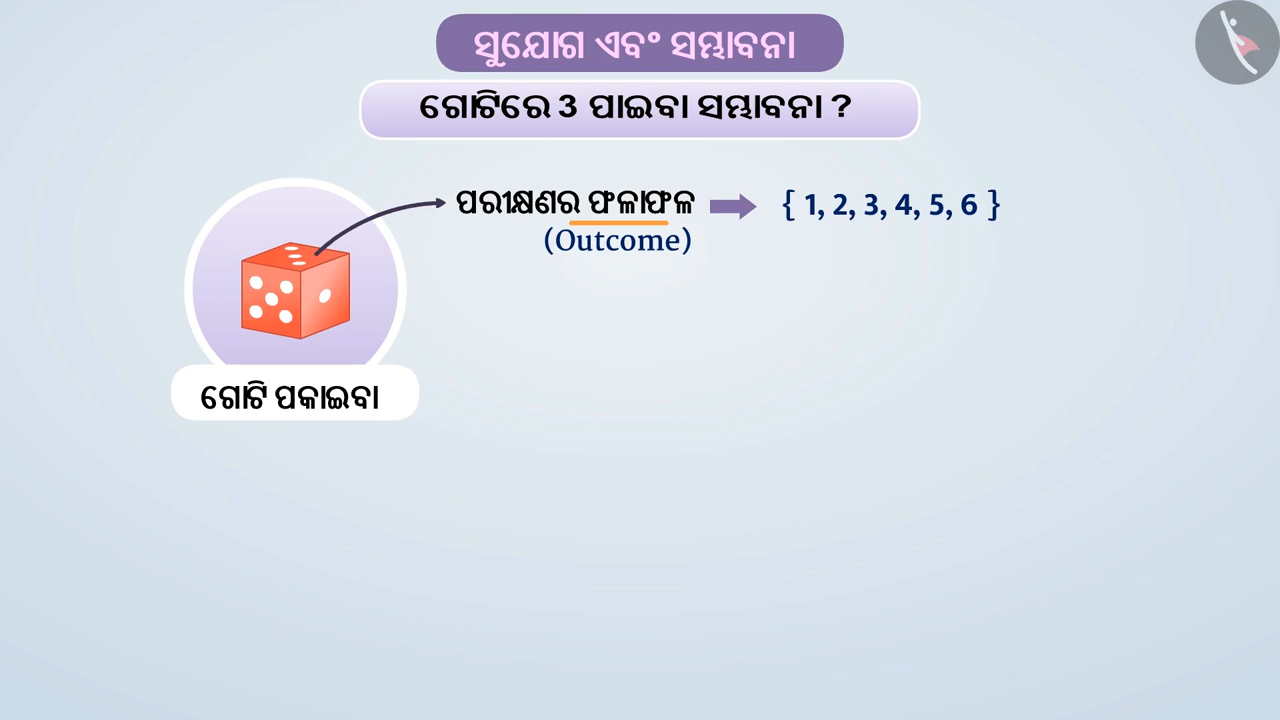 ସୁଯୋଗ ଏବଂ ସମ୍ଭାବନା
ଗୋଟିରେ 3 ପାଇବା ସମ୍ଭାବନା ?
ପରୀକ୍ଷଣର ଫଳାଫଳ { 1, 2, 3, 4, 5, 6 }
(Outcome)
ଗୋଟି ପକାଇବା